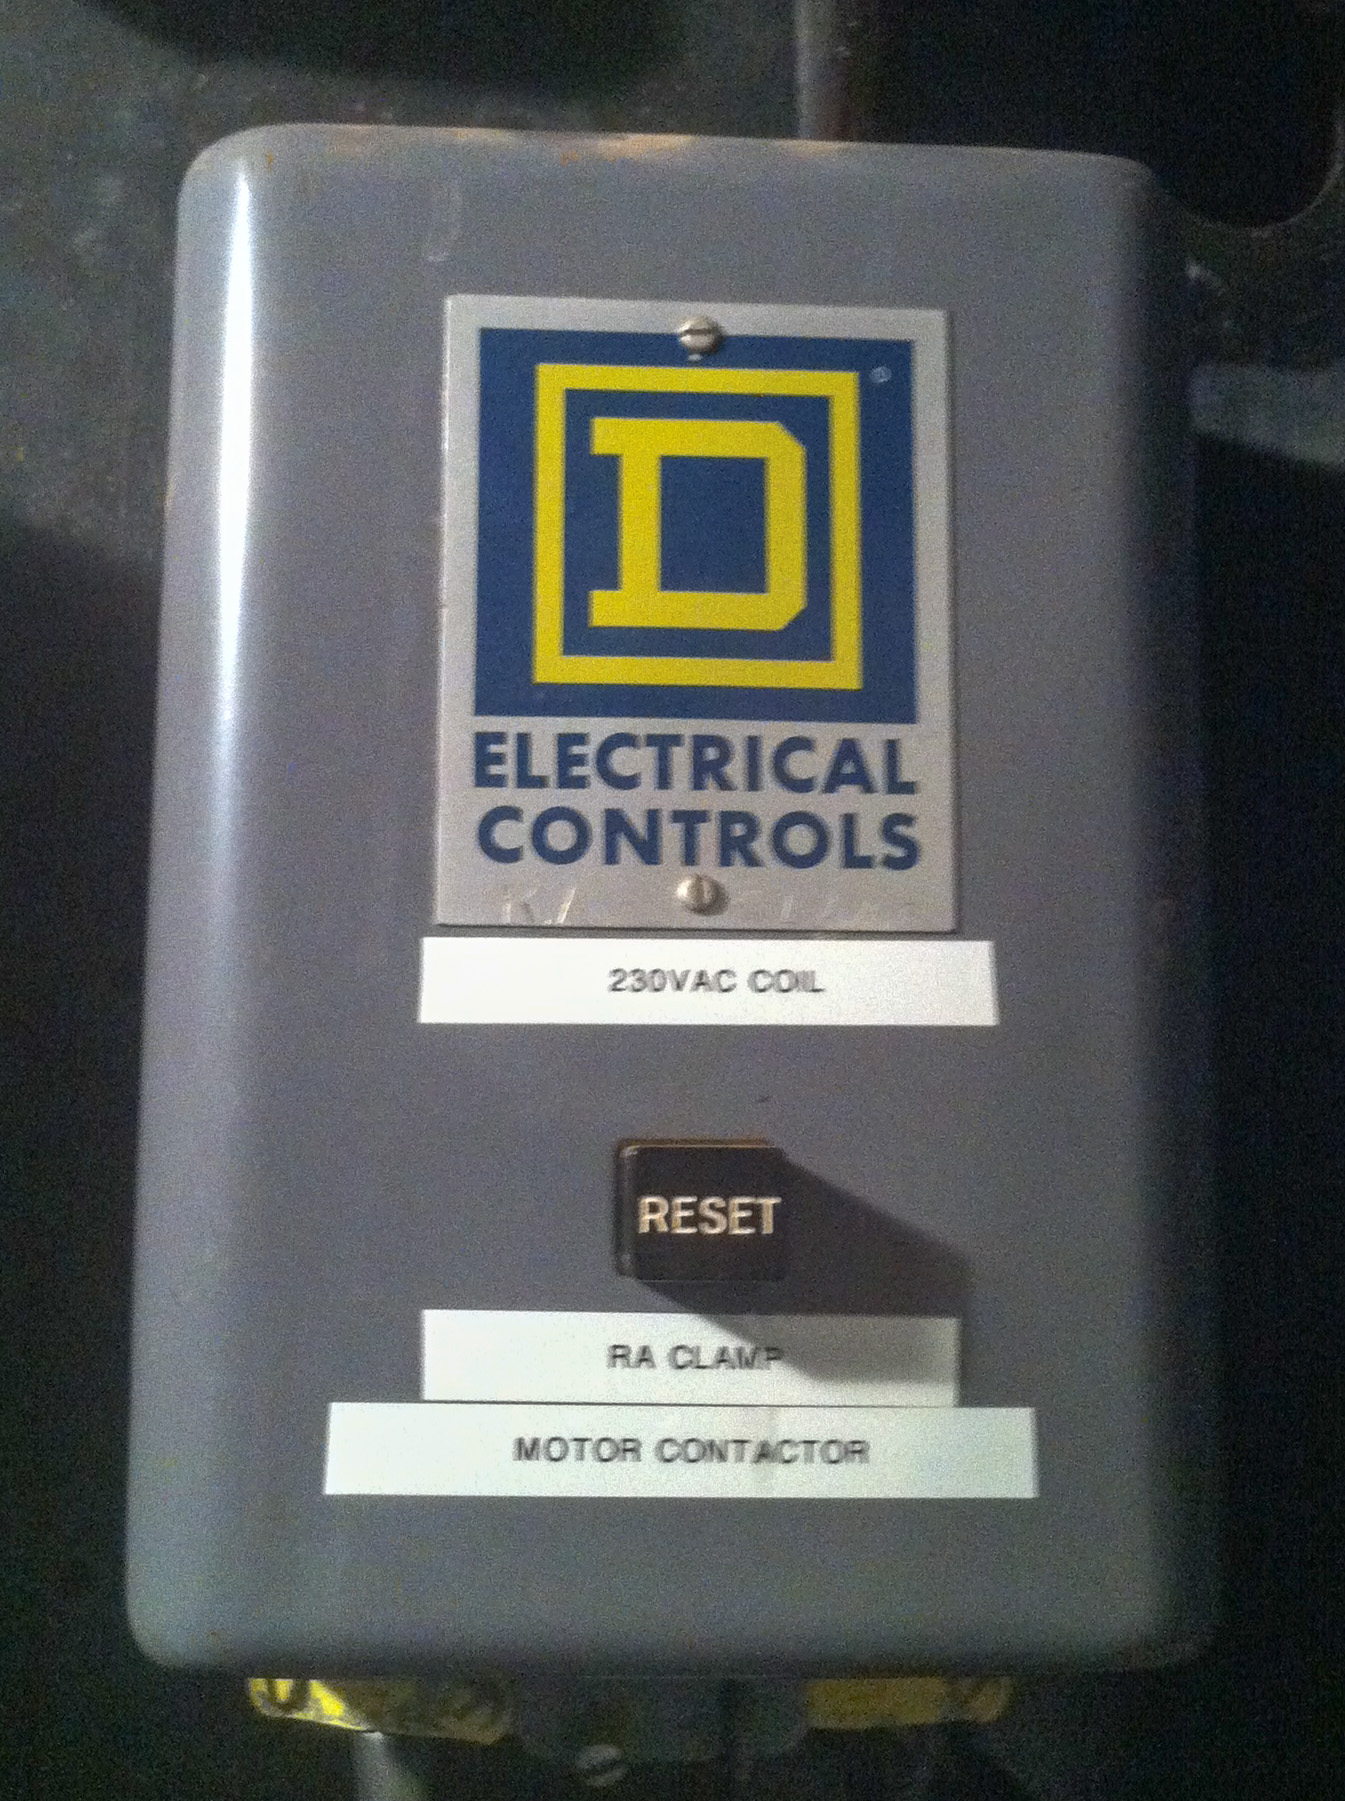 D
ELECTRICAL
CONTROLS
230VAC COIL
RESET
RA CLAMP
MOTOR CONTACTOR